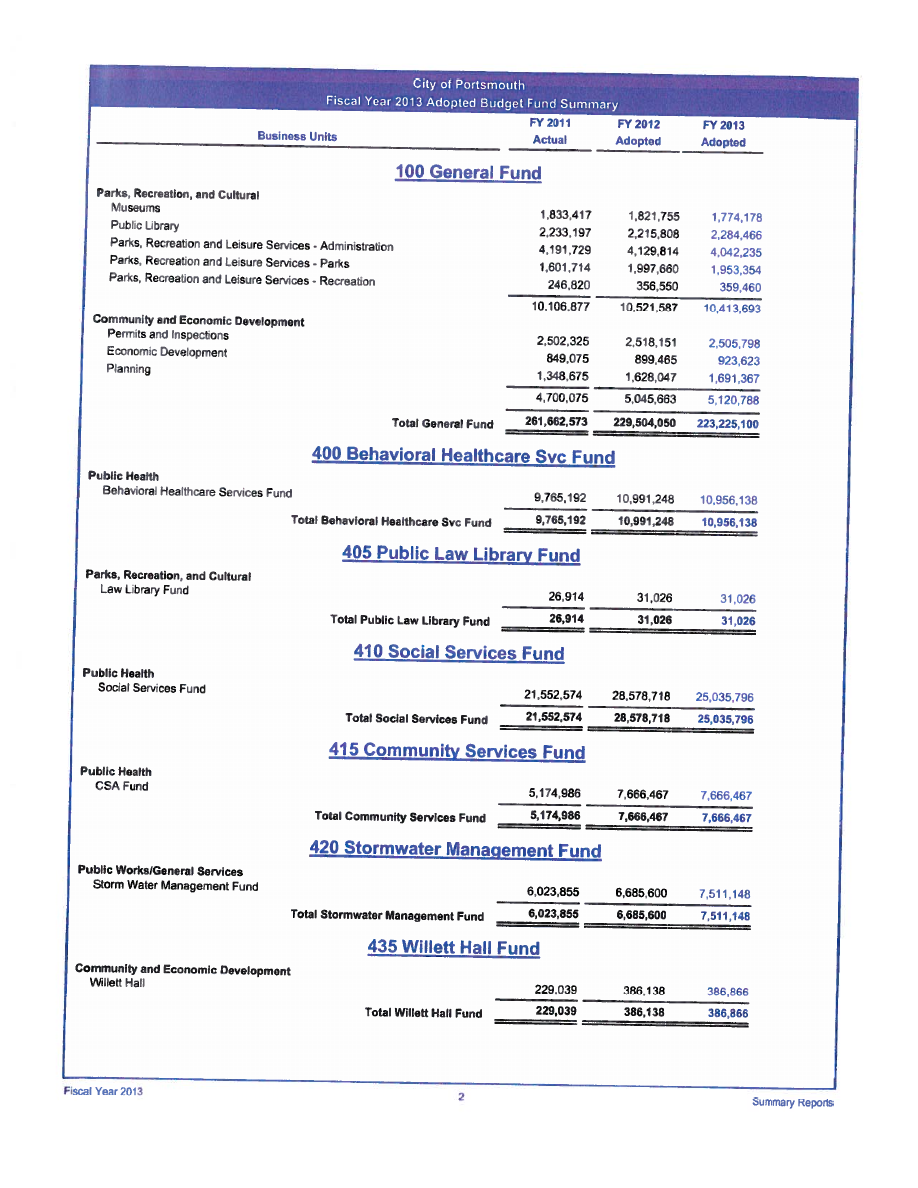 City of Portsmouth
Fiscal Year 2013 Adopted Budget Fund Summary
Business Units FY 2011 Actual FY 2012 Adopted FY 2013 Adopted
100 General Fund
Parks, Recreation, and Cultural
Museums 1,833,417 1,821,755 1,774,178
Public Library 2,233,197 2,215,808 2,284,466
Parks, Recreation and Leisure Services - Administration 4,191,729 4,129,814 4,042,235
Parks, Recreation and Leisure Services - Parks 1,601,714 1,997,660 1,953,354
Parks, Recreation and Leisure Services - Recreation 246,820 356,550 359,460
10,106,877 10,521,587 10,413,693
Community and Economic Development
Permits and Inspections 2,502,325 2,518,151 2,505,798
Economic Development 849,075 899,465 923,623
Planning 1,348,675 1,628,047 1,691,367
4,700,075 5,045,663 5,120,788
Total General Fund 261,662,573 229,504,050 223,225,100
400 Behavioral Healthcare Svc Fund
Public Health
Behavioral Healthcare Services Fund 9,765,192 10,991,248 10,956,138
Total Behavioral Healthcare Svc Fund 9,765,192 10,991,248 10,956,138
405 Public Law Library Fund
Parks, Recreation, and Cultural
Law Library Fund 26,914 31,026 31,026
Total Public Law Library Fund 26,914 31,026 31,026
410 Social Services Fund
Public Health
Social Services Fund 21,552,574 28,578,718 25,035,796
Total Social Services Fund 21,552,574 28,578,718 25,035,796
415 Community Services Fund
Public Health
CSA Fund 5,174,986 7,666,467 7,666,467
Total Community Services Fund 5,174,986 7,666,467 7,666,467
420 Stormwater Management Fund
Public Works/General Services
Storm Water Management Fund 6,023,855 6,685,600 7,511,148
Total Stormwater Management Fund 6,023,855 6,685,600 7,511,148
435 Willett Hall Fund
Community and Economic Development
Willett Hall 229,039 386,138 386,866
Total Willett Hall Fund 229,039 386,138 386,866
Fiscal Year 2013 2 Summary Reports